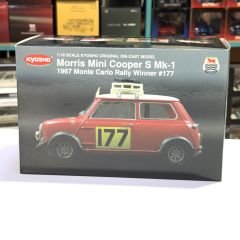 KYOSHO
1:18 SCALE KYOSHO ORIGINAL DIE-CAST MODEL
Morris Mini Cooper S Mk-1
1967 Monte Carlo Rally Winner #177
177